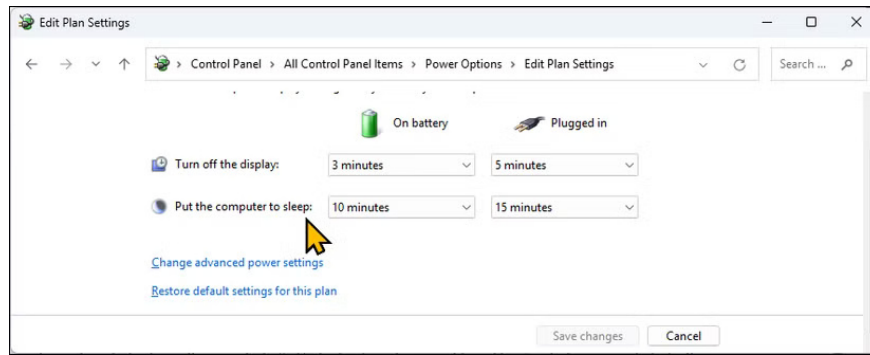 Edit Plan Settings
Control Panel > All Control Panel Items > Power Options > Edit Plan Settings
Search ...
On battery Plugged in
Turn off the display: 3 minutes 5 minutes
Put the computer to sleep: 10 minutes 15 minutes
Change advanced power settings
Restore default settings for this plan
Save changes Cancel